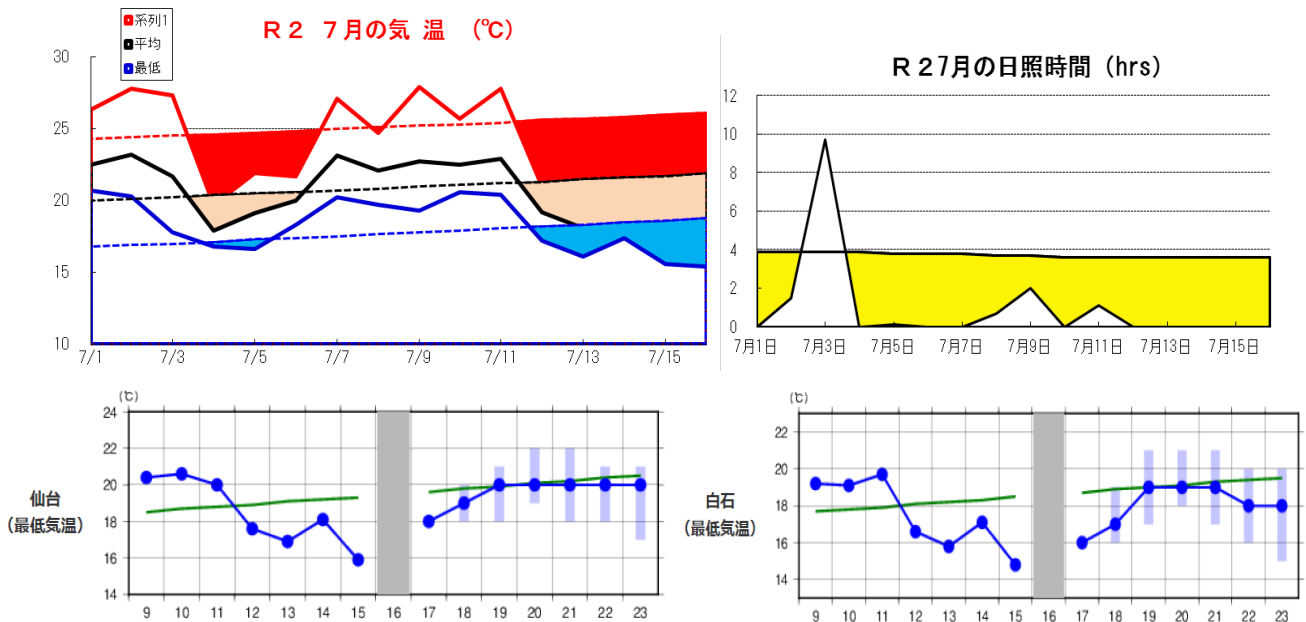 系列1
平均
最低
Ｒ２ ７月の気 温 （℃）
30
25
20
15
10
7/1 7/3 7/5 7/7 7/9 7/11 7/13 7/15
Ｒ２7月の日照時間（hrs）
12
10
8
6
4
2
0
7月1日 7月3日 7月5日 7月7日 7月9日 7月11日 7月13日 7月15日
仙台
（最低気温）
(℃)
24
22
20
18
16
14
9 10 11 12 13 14 15 16 17 18 19 20 21 22 23
白石
（最低気温）
(℃)
22
20
18
16
14
9 10 11 12 13 14 15 16 17 18 19 20 21 22 23